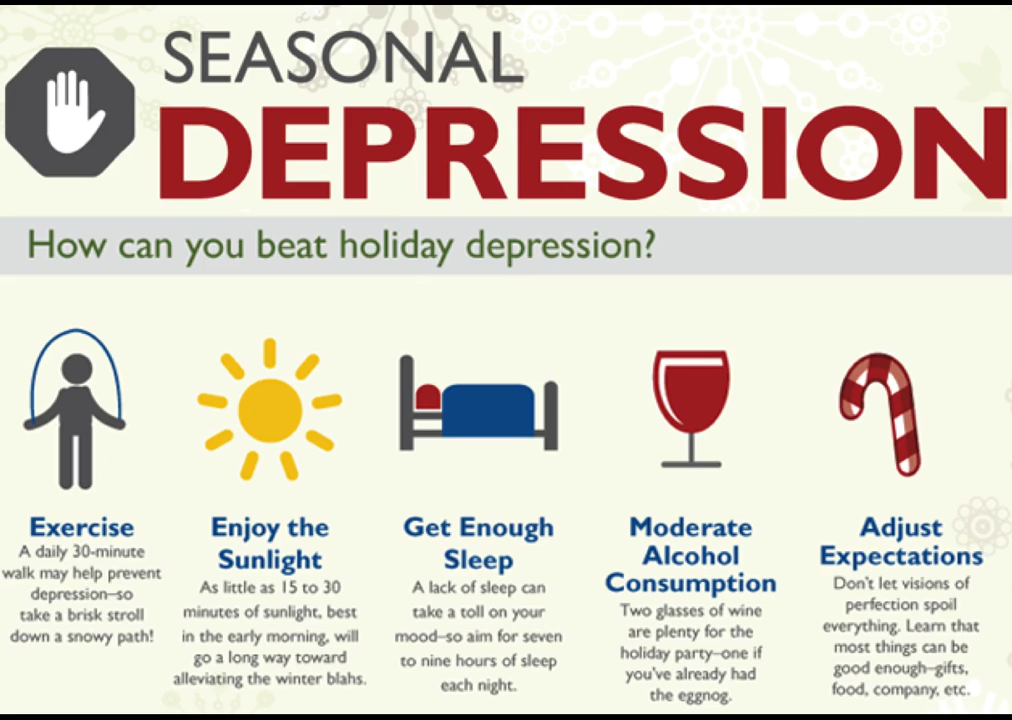 SEASONAL
DEPRESSION
How can you beat holiday depression?
Exercise
A daily 30-minute
walk may help prevent
depression–so
take a brisk stroll
down a snowy path!
Enjoy the
Sunlight
As little as 15 to 30
minutes of sunlight, best
in the early morning, will
go a long way toward
alleviating the winter blahs.
Get Enough
Sleep
A lack of sleep can
take a toll on your
mood–so aim for seven
to nine hours of sleep
each night.
Moderate
Alcohol
Consumption
Two glasses of wine
are plenty for the
holiday party–one if
you've already had
the eggnog.
Adjust
Expectations
Don't let visions of
perfection spoil
everything. Learn that
most things can be
good enough–gifts,
food, company, etc.